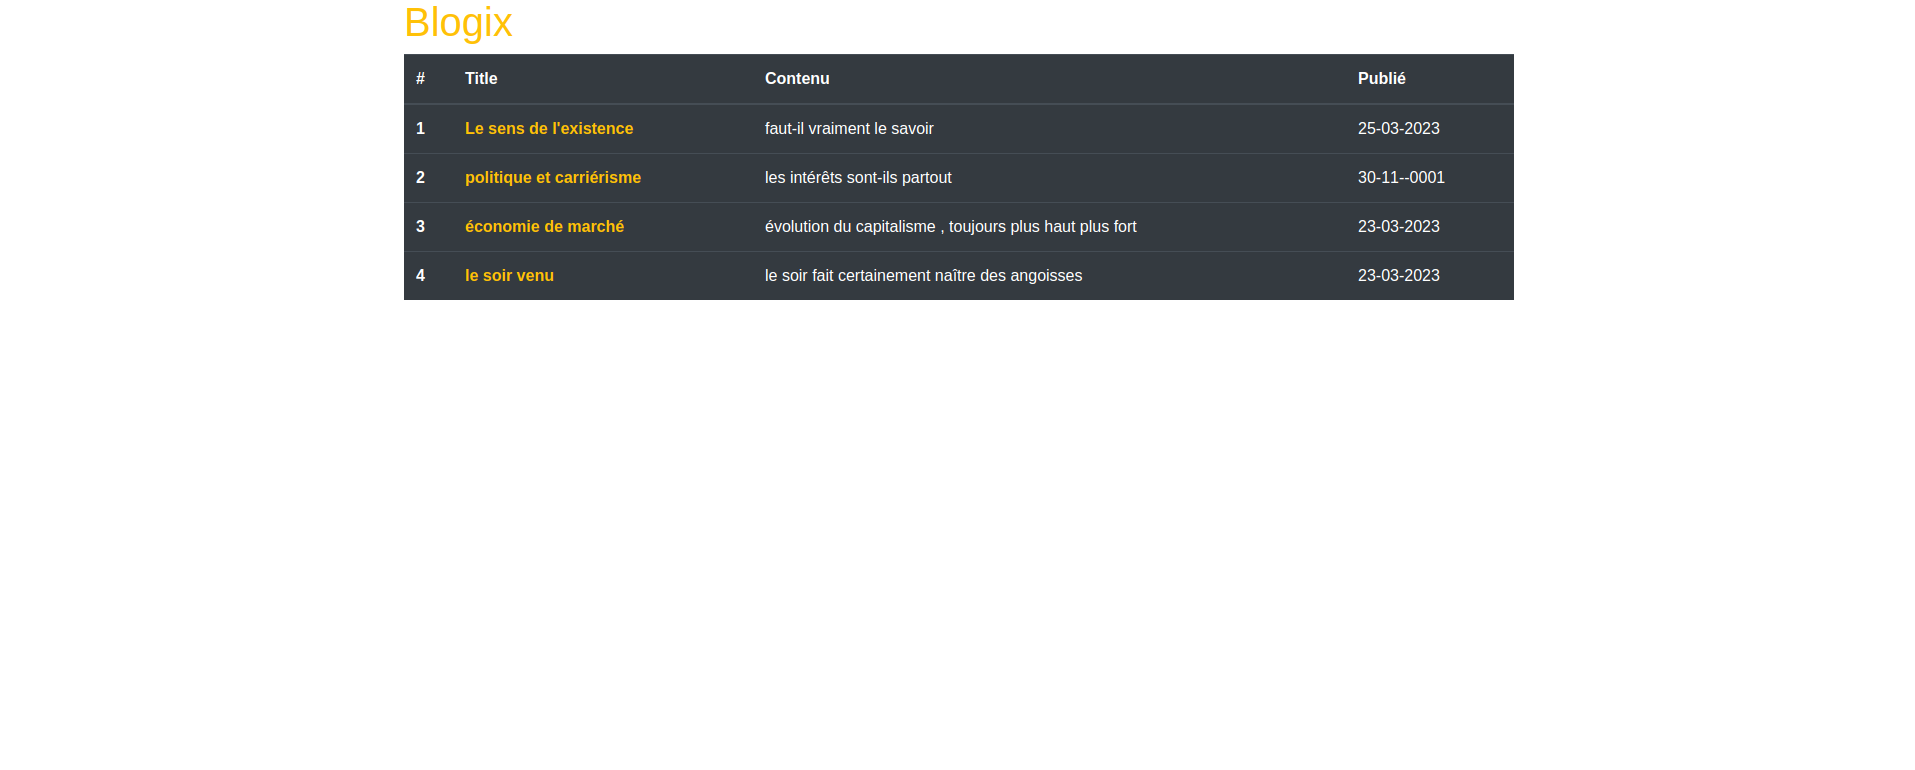 Blogix
# Title Contenu Publié
1 Le sens de l'existence faut-il vraiment le savoir 25-03-2023
2 politique et carriérisme les intérêts sont-ils partout 30-11--0001
3 économie de marché évolution du capitalisme , toujours plus haut plus fort 23-03-2023
4 le soir venu le soir fait certainement naître des angoisses 23-03-2023